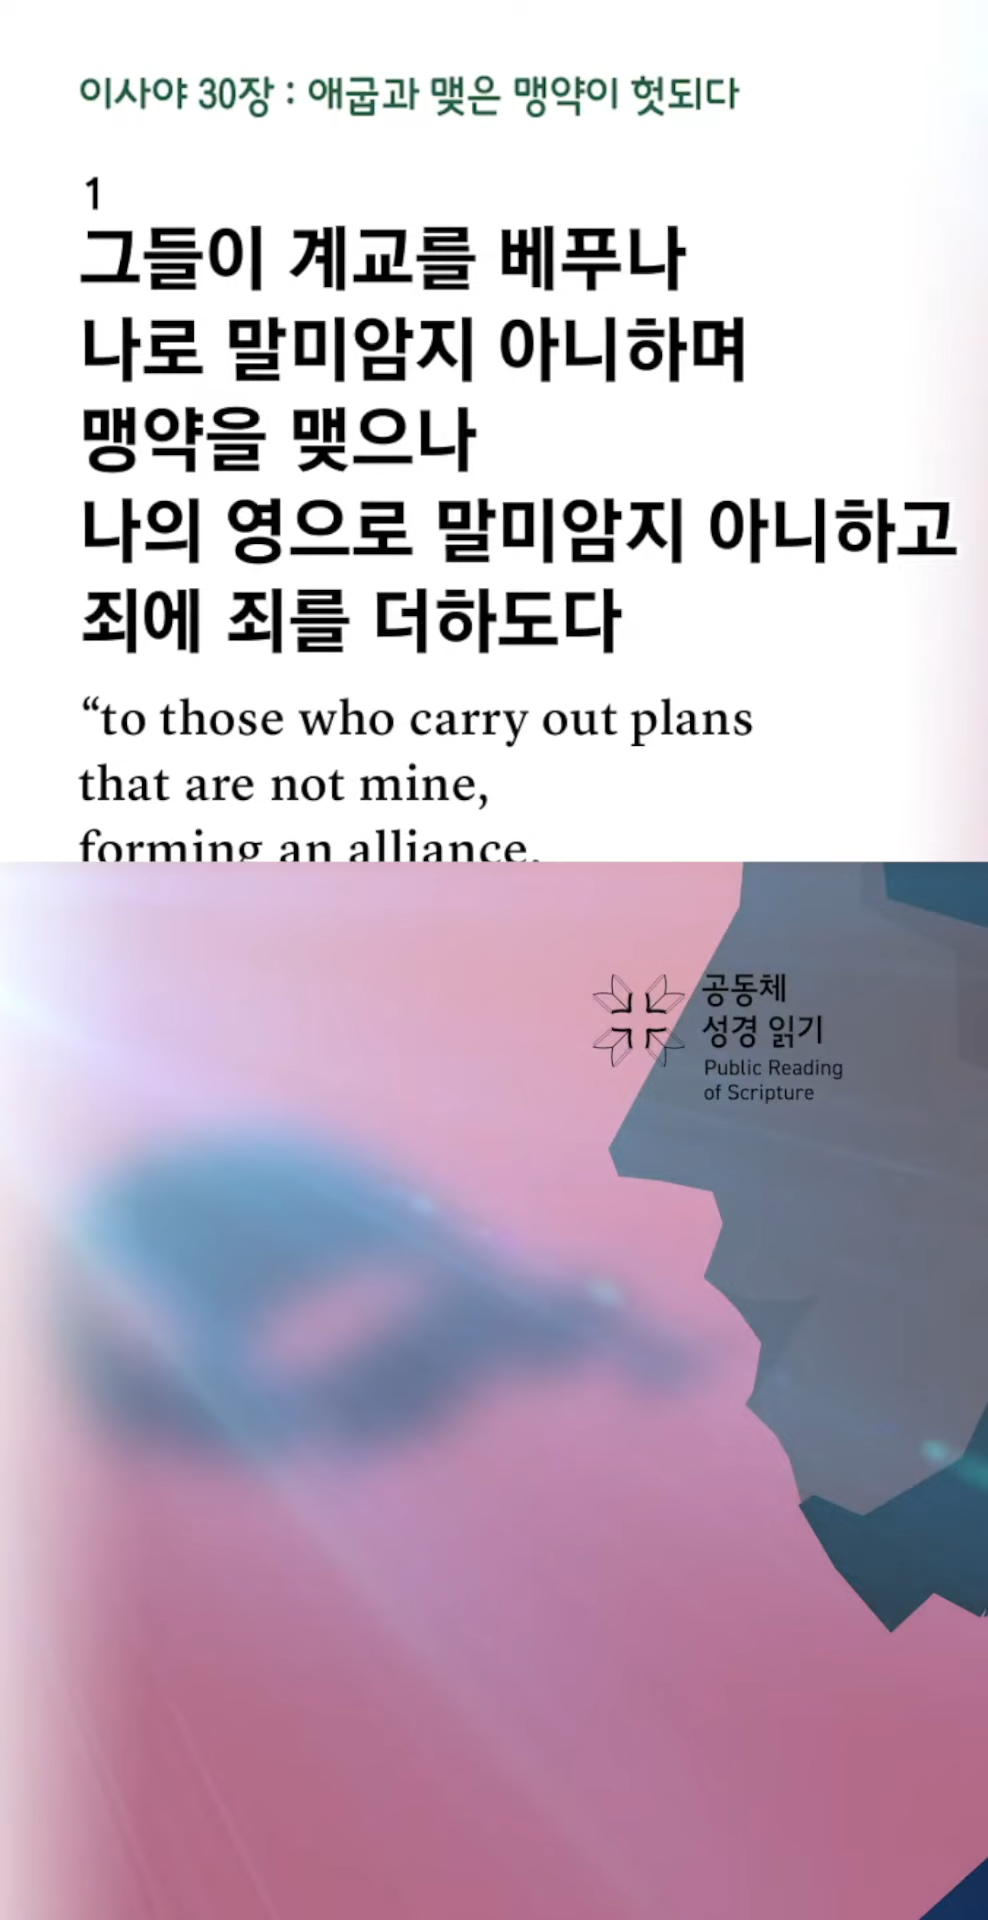 이사야 30장 : 애굽과 맺은 맹약이 헛되다
1
그들이 계교를 베푸나
나로 말미암지 아니하며
맹약을 맺으나
나의 영으로 말미암지 아니하고
죄에 죄를 더하도다
“to those who carry out plans
that are not mine,
forming an alliance,
공동체
성경 읽기
Public Reading
of Scripture